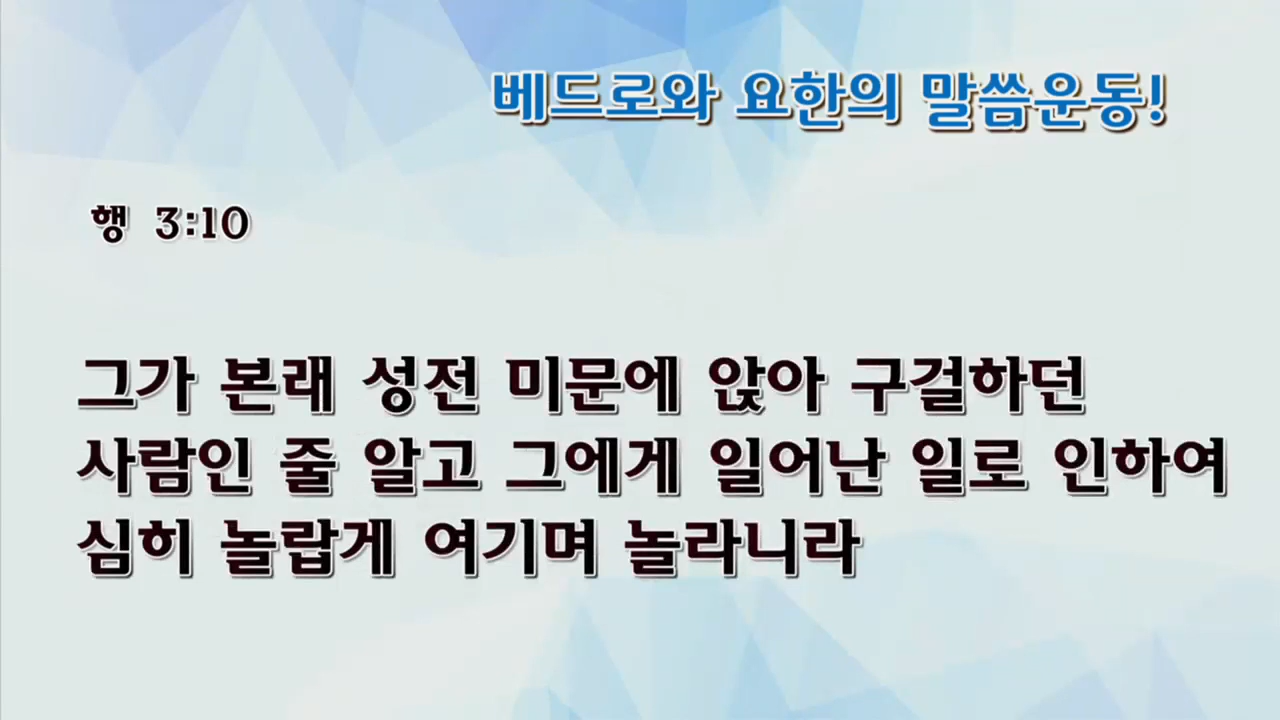 베드로와 요한의 말씀운동!
행 3:10
그가 본래 성전 미문에 앉아 구걸하던
사람인 줄 알고 그에게 일어난 일로 인하여
심히 놀랍게 여기며 놀라니라